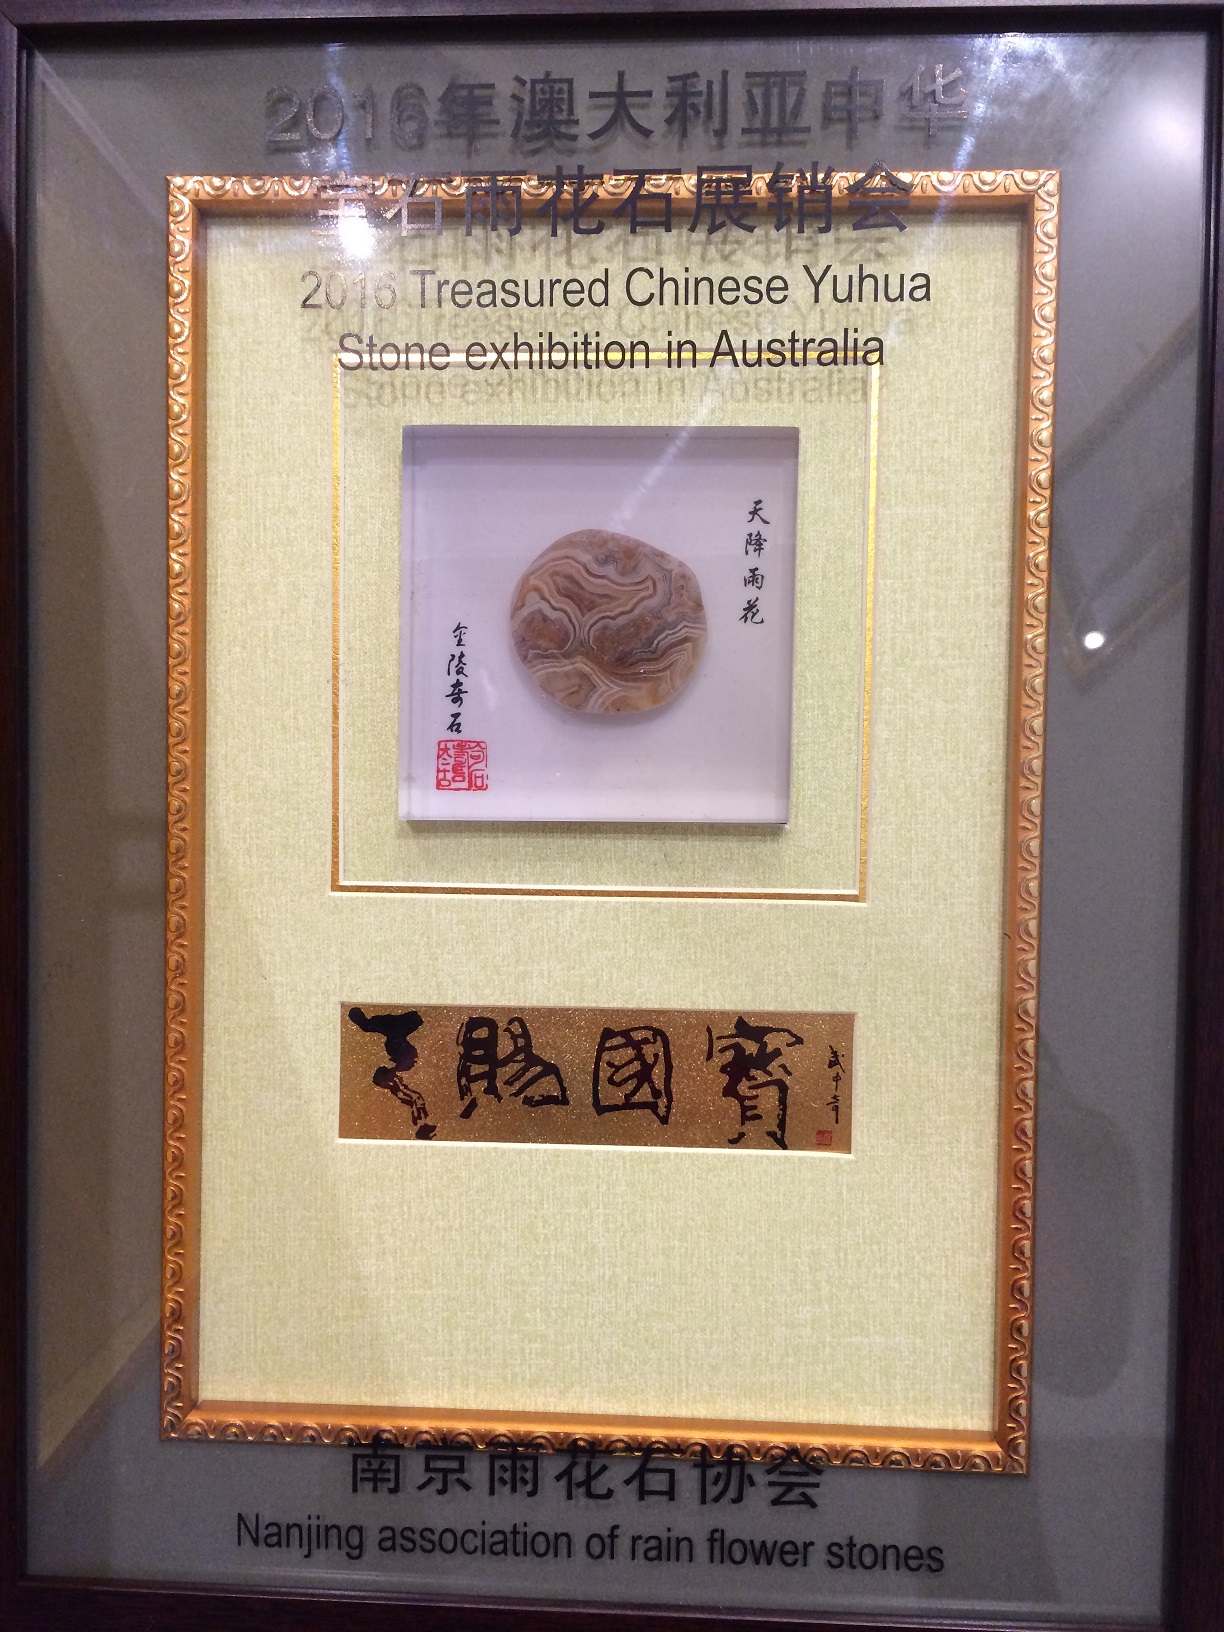 2016年澳大利亚中华
宝石雨花石展销会
2016 Treasured Chinese Yuhua
Stone exhibition in Australia
天降雨花
金陵奇石
天賜國寶
南京雨花石协会
Nanjing association of rain flower stones